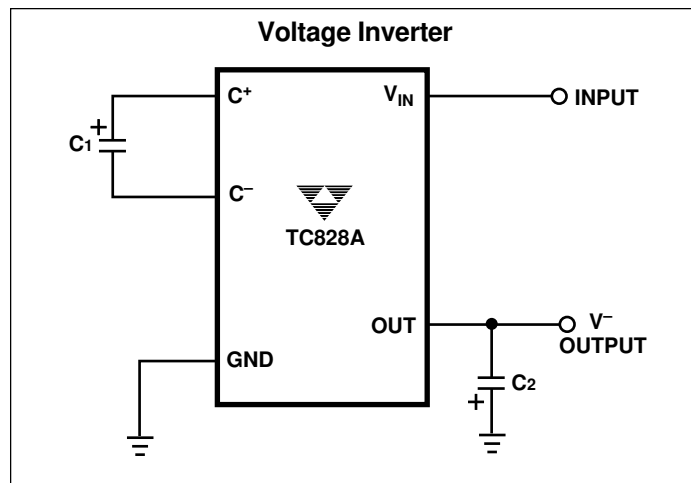 Voltage Inverter
C+
VIN
INPUT
+
C1
C–
TC828A
OUT
V–
OUTPUT
GND
C2
+